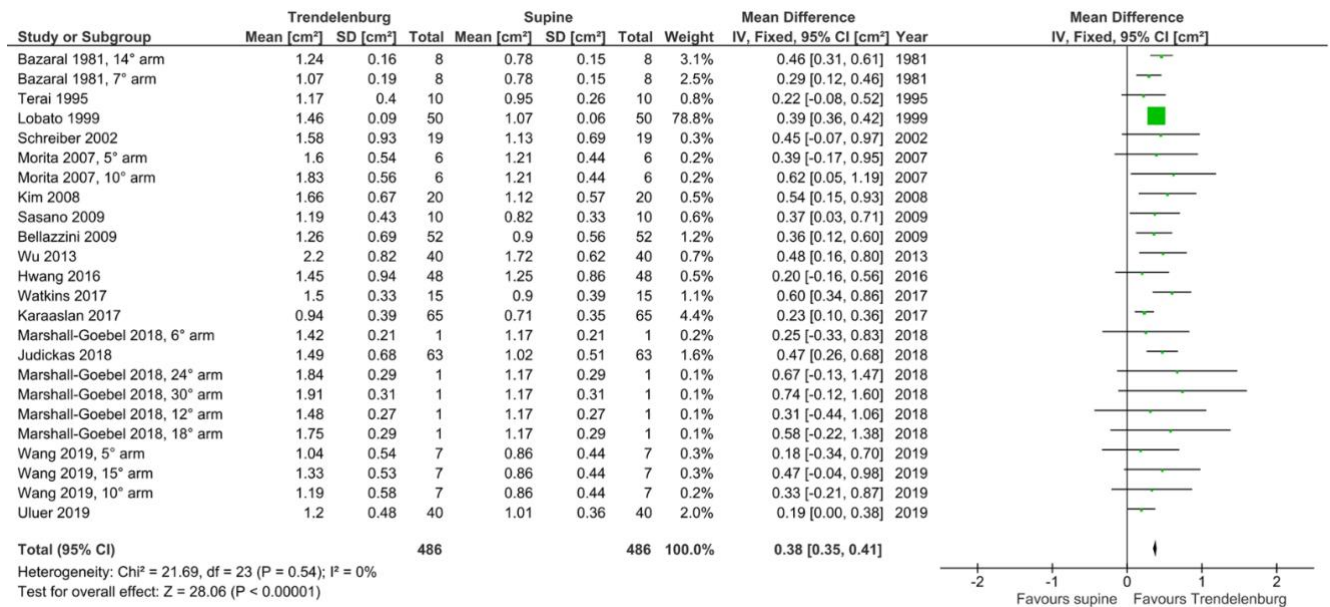 Trendelenburg Supine Mean Difference Mean Difference
Study or Subgroup Mean [cm²] SD [cm²] Total Mean [cm²] SD [cm²] Total Weight IV, Fixed, 95% CI [cm²] Year IV, Fixed, 95% CI [cm²]
Bazaral 1981, 14° arm 1.24 0.16 8 0.78 0.15 8 3.1% 0.46 [0.31, 0.61] 1981
Bazaral 1981, 7° arm 1.07 0.19 8 0.78 0.15 8 2.5% 0.29 [0.12, 0.46] 1981
Terai 1995 1.17 0.4 10 0.95 0.26 10 0.8% 0.22 [-0.08, 0.52] 1995
Lobato 1999 1.46 0.09 50 1.07 0.06 50 78.8% 0.39 [0.36, 0.42] 1999
Schreiber 2002 1.58 0.93 19 1.13 0.69 19 0.3% 0.45 [-0.07, 0.97] 2002
Morita 2007, 5° arm 1.6 0.54 6 1.21 0.44 6 0.2% 0.39 [-0.17, 0.95] 2007
Morita 2007, 10° arm 1.83 0.56 6 1.21 0.44 6 0.2% 0.62 [0.05, 1.19] 2007
Kim 2008 1.66 0.67 20 1.12 0.57 20 0.5% 0.54 [0.15, 0.93] 2008
Sasano 2009 1.19 0.43 10 0.82 0.33 10 0.6% 0.37 [0.03, 0.71] 2009
Bellazzini 2009 1.26 0.69 52 0.9 0.56 52 1.2% 0.36 [0.12, 0.60] 2009
Wu 2013 2.2 0.82 40 1.72 0.62 40 0.7% 0.48 [0.16, 0.80] 2013
Hwang 2016 1.45 0.94 48 1.25 0.86 48 0.5% 0.20 [-0.16, 0.56] 2016
Watkins 2017 1.5 0.33 15 0.9 0.39 15 1.1% 0.60 [0.34, 0.86] 2017
Karaaslan 2017 0.94 0.39 65 0.71 0.35 65 4.4% 0.23 [0.10, 0.36] 2017
Marshall-Goebel 2018, 6° arm 1.42 0.21 1 1.17 0.21 1 0.2% 0.25 [-0.33, 0.83] 2018
Judickas 2018 1.49 0.68 63 1.02 0.51 63 1.6% 0.47 [0.26, 0.68] 2018
Marshall-Goebel 2018, 24° arm 1.84 0.29 1 1.17 0.29 1 0.1% 0.67 [-0.13, 1.47] 2018
Marshall-Goebel 2018, 30° arm 1.91 0.31 1 1.17 0.31 1 0.1% 0.74 [-0.12, 1.60] 2018
Marshall-Goebel 2018, 12° arm 1.48 0.27 1 1.17 0.27 1 0.1% 0.31 [-0.44, 1.06] 2018
Marshall-Goebel 2018, 18° arm 1.75 0.29 1 1.17 0.29 1 0.1% 0.58 [-0.22, 1.38] 2018
Wang 2019, 5° arm 1.04 0.54 7 0.86 0.44 7 0.3% 0.18 [-0.34, 0.70] 2019
Wang 2019, 15° arm 1.33 0.53 7 0.86 0.44 7 0.3% 0.47 [-0.04, 0.98] 2019
Wang 2019, 10° arm 1.19 0.58 7 0.86 0.44 7 0.2% 0.33 [-0.21, 0.87] 2019
Uluer 2019 1.2 0.48 40 1.01 0.36 40 2.0% 0.19 [0.00, 0.38] 2019
Total (95% CI) 486 486 100.0% 0.38 [0.35, 0.41]
Heterogeneity: Chi² = 21.69, df = 23 (P = 0.54); I² = 0%
Test for overall effect: Z = 28.06 (P < 0.00001)
-2 -1 0 1 2
Favours supine Favours Trendelenburg